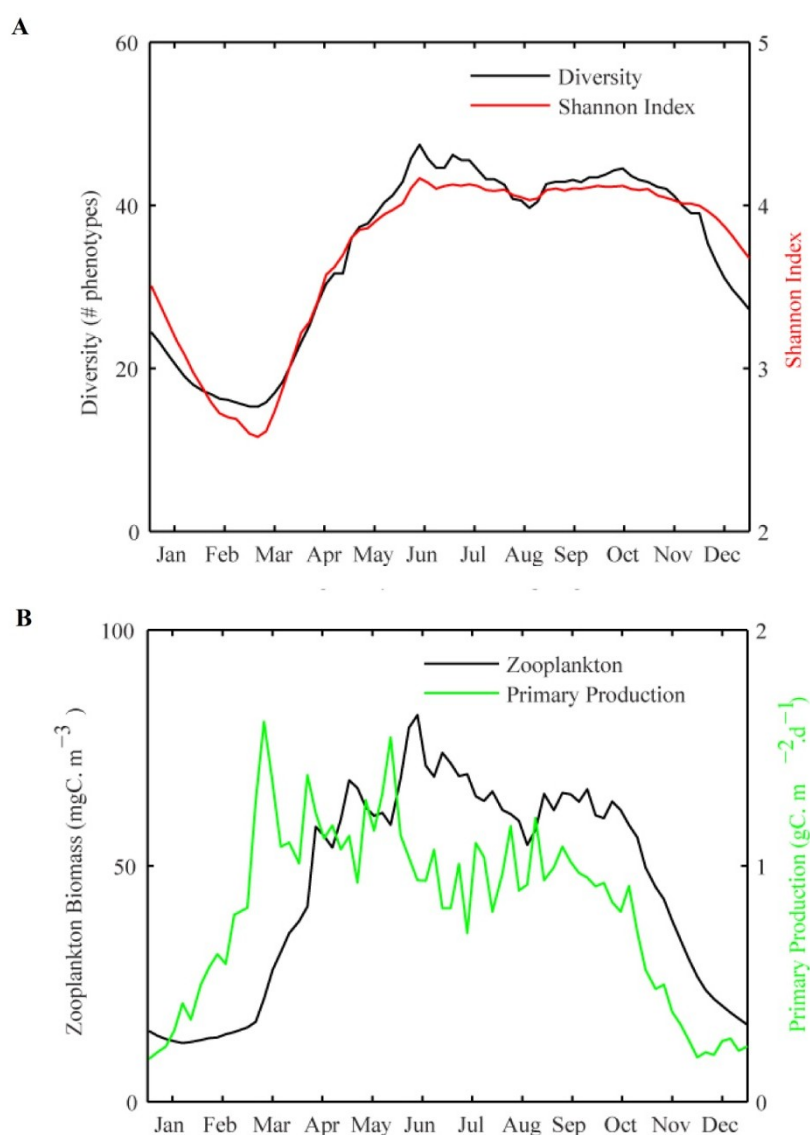 A
60
5
Diversity
Shannon Index
40
4
Diversity (# phenotypes)
Shannon Index
20
3
0
2
Jan Feb Mar Apr May Jun Jul Aug Sep Oct Nov Dec
B
100
2
Zooplankton
Primary Production
Zooplankton Biomass (mgC. m −3 )
Primary Production (gC. m −2.d−1)
50
1
0
0
Jan Feb Mar Apr May Jun Jul Aug Sep Oct Nov Dec